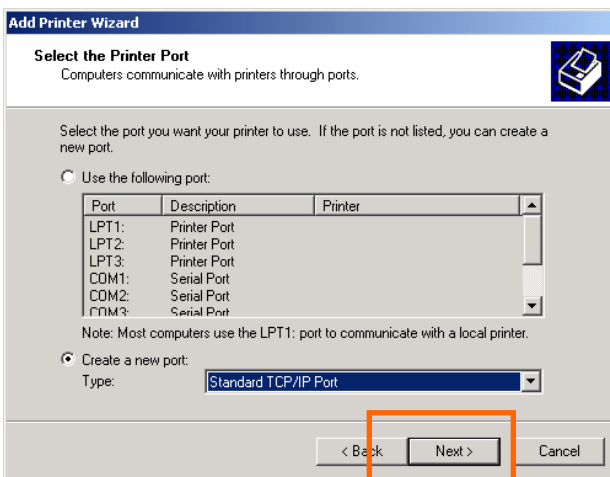 Add Printer Wizard
Select the Printer Port
Computers communicate with printers through ports.
Select the port you want your printer to use. If the port is not listed, you can create a
new port.
Use the following port:
Port Description Printer
LPT1: Printer Port
LPT2: Printer Port
LPT3: Printer Port
COM1: Serial Port
COM2: Serial Port
COM3: Serial Port
Note: Most computers use the LPT1: port to communicate with a local printer.
Create a new port:
Type: Standard TCP/IP Port
< Back Next > Cancel